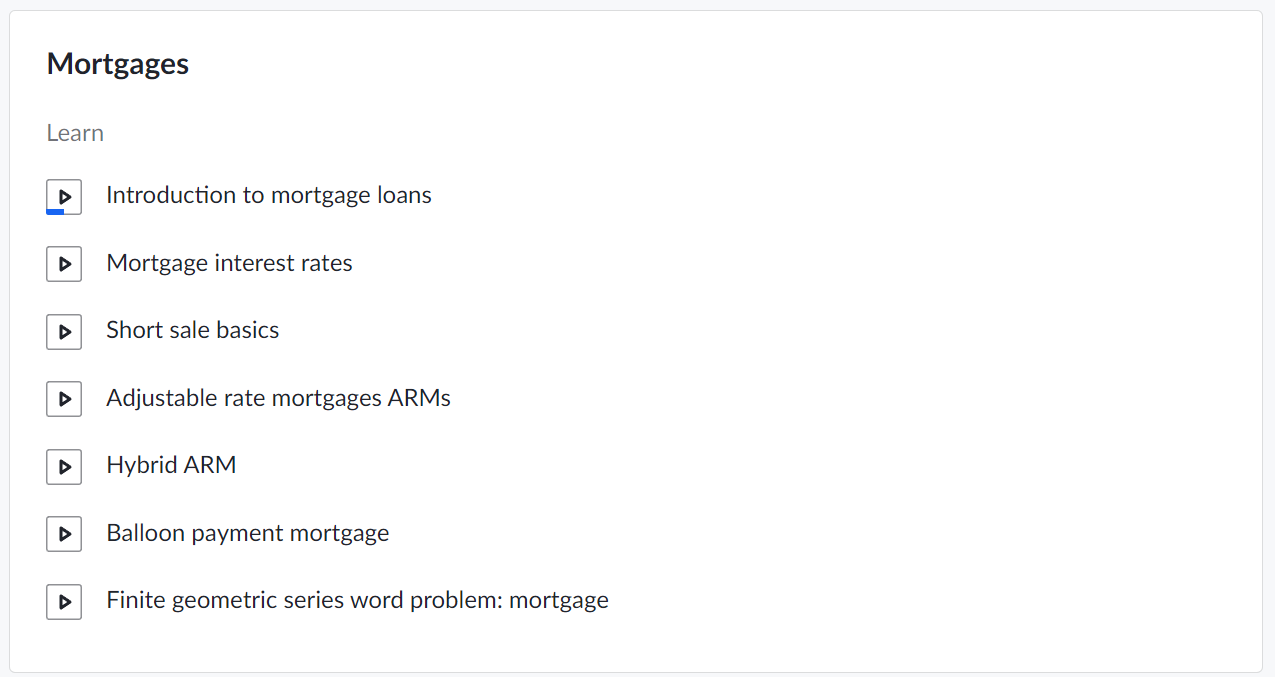 Mortgages
Learn
Introduction to mortgage loans
Mortgage interest rates
Short sale basics
Adjustable rate mortgages ARMs
Hybrid ARM
Balloon payment mortgage
Finite geometric series word problem: mortgage